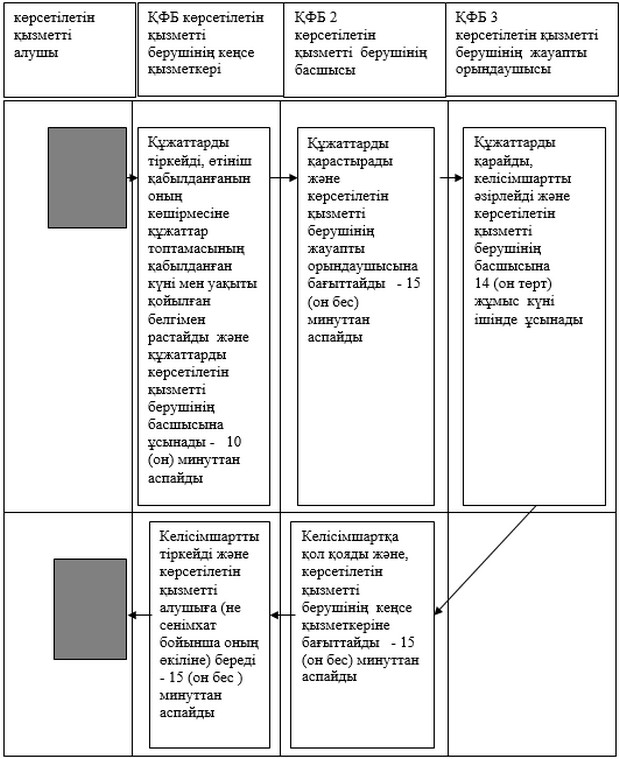 көрсетілетін
қызметті
алушы
ҚФБ көрсетілетін
қызметті
берушінің кеңсе
қызметкері
ҚФБ 2
көрсетілетін
қызметті берушінің
басшысы
ҚФБ 3
көрсетілетін қызметті
берушінің жауапты
орындаушысы
Құжаттарды
тіркейді, өтініш
қабылданғанын
оның
көшірмесіне
құжаттар
топтамасының
қабылданған
күні мен уақыты
қойылған
белгімен
растайды және
құжаттарды
көрсетілетін
қызметті
берушінің
басшысына
ұсынады - 10
(он) минуттан
аспайды
Құжаттарды
қарастырады
және
көрсетілетін
қызметті
берушінің
жауапты
орындаушысына
бағыттайды - 15
(он бес)
минуттан
аспайды
Құжаттарды
қарайды,
келісімшартты
әзірлейді және
көрсетілетін
қызметті
берушінің
басшысына
14 (он төрт)
жұмыс күні
ішінде ұсынады
Келісімшартты
тіркейді және
көрсетілетін
қызметті
алушыға (не
сенімхат
бойынша оның
өкіліне) береді
- 15 (он бес )
минуттан
аспайды
Келісімшартқа
қол қояды және,
көрсетілетін
қызметті
берушінің кеңсе
қызметкеріне
бағыттайды - 15
(он бес) минуттан
аспайды